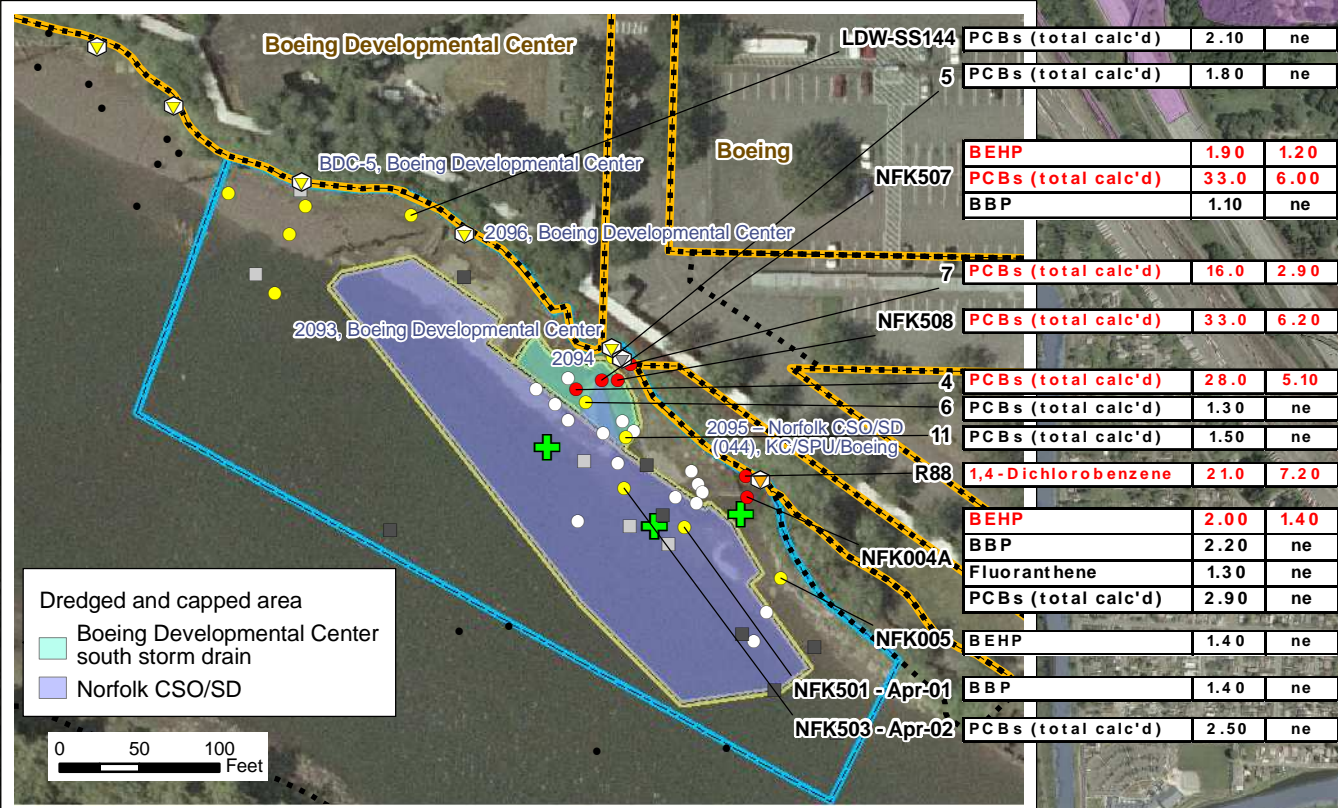 Boeing Developmental Center
LDW-SS144 PCBs (total calc'd) 2.10 ne
5 PCBs (total calc'd) 1.80 ne
BDC-5, Boeing Developmental Center
Boeing
NFK507 BEHP 1.90 1.20
PCBs (total calc'd) 33.0 6.00
BBP 1.10 ne
2096, Boeing Developmental Center
7 PCBs (total calc'd) 16.0 2.90
2093, Boeing Developmental Center
NFK508 PCBs (total calc'd) 33.0 6.20
2094
4 PCBs (total calc'd) 28.0 5.10
6 PCBs (total calc'd) 1.30 ne
2095 – Norfolk CSO/SD
(044), KC/SPU/Boeing
11 PCBs (total calc'd) 1.50 ne
R88 1,4-Dichlorobenzene 21.0 7.20
NFK004A BEHP 2.00 1.40
BBP 2.20 ne
Fluoranthene 1.30 ne
PCBs (total calc'd) 2.90 ne
NFK005 BEHP 1.40 ne
NFK501 - Apr-01 BBP 1.40 ne
NFK503 - Apr-02 PCBs (total calc'd) 2.50 ne
Dredged and capped area
Boeing Developmental Center
south storm drain
Norfolk CSO/SD
0 50 100
Feet